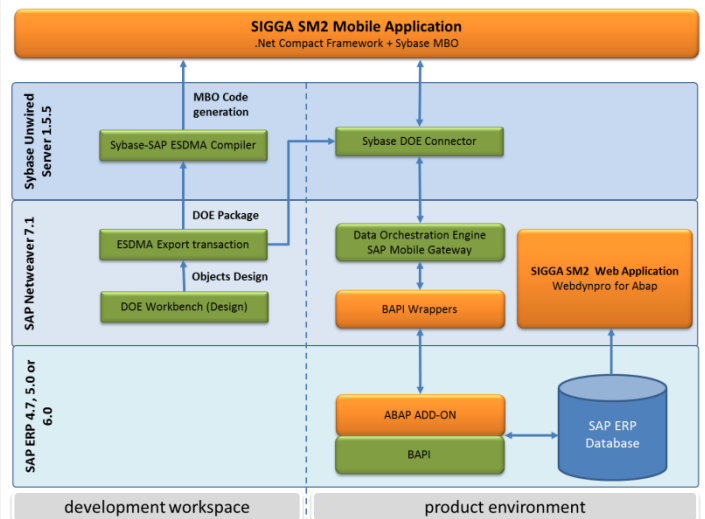 SIGGA SM2 Mobile Application
.Net Compact Framework + Sybase MBO
Sybase Unwired
Server 1.5.5
MBO Code
generation
Sybase-SAP ESDMA Compiler
Sybase DOE Connector
SAP Netweaver 7.1
DOE Package
ESDMA Export transaction
Objects Design
DOE Workbench (Design)
Data Orchestration Engine
SAP Mobile Gateway
BAPI Wrappers
SIGGA SM2 Web Application
Webdynpro for Abap
SAP ERP 4.7, 5.0 or
6.0
ABAP ADD-ON
BAPI
SAP ERP
Database
development workspace
product environment